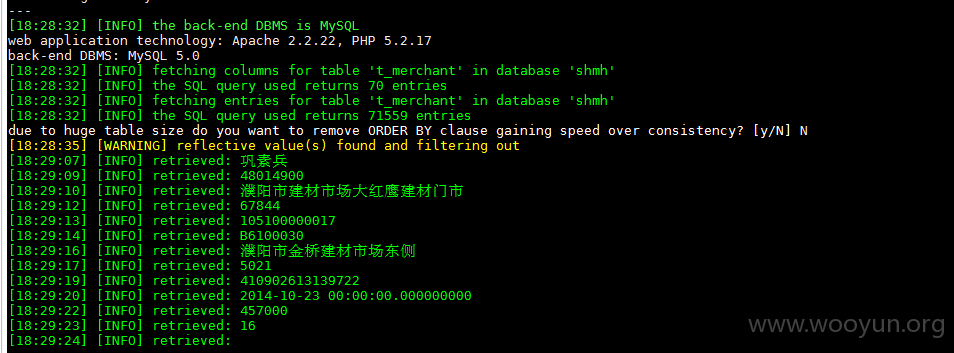 ---
[18:28:32] [INFO] the back-end DBMS is MySQL
web application technology: Apache 2.2.22, PHP 5.2.17
back-end DBMS: MySQL 5.0
[18:28:32] [INFO] fetching columns for table 't_merchant' in database 'shmh'
[18:28:32] [INFO] the SQL query used returns 70 entries
[18:28:32] [INFO] fetching entries for table 't_merchant' in database 'shmh'
[18:28:32] [INFO] the SQL query used returns 71559 entries
due to huge table size do you want to remove ORDER BY clause gaining speed over consistency? [y/N] N
[18:28:35] [WARNING] reflective value(s) found and filtering out
[18:29:07] [INFO] retrieved: 巩素兵
[18:29:09] [INFO] retrieved: 48014900
[18:29:10] [INFO] retrieved: 濮阳市建材市场大红鹰建材门市
[18:29:12] [INFO] retrieved: 67844
[18:29:13] [INFO] retrieved: 105100000017
[18:29:14] [INFO] retrieved: B6100030
[18:29:16] [INFO] retrieved: 濮阳市金桥建材市场东侧
[18:29:17] [INFO] retrieved: 5021
[18:29:19] [INFO] retrieved: 410902613139722
[18:29:20] [INFO] retrieved: 2014-10-23 00:00:00.000000000
[18:29:22] [INFO] retrieved: 457000
[18:29:23] [INFO] retrieved: 16
[18:29:24] [INFO] retrieved:
www.wooyun.org